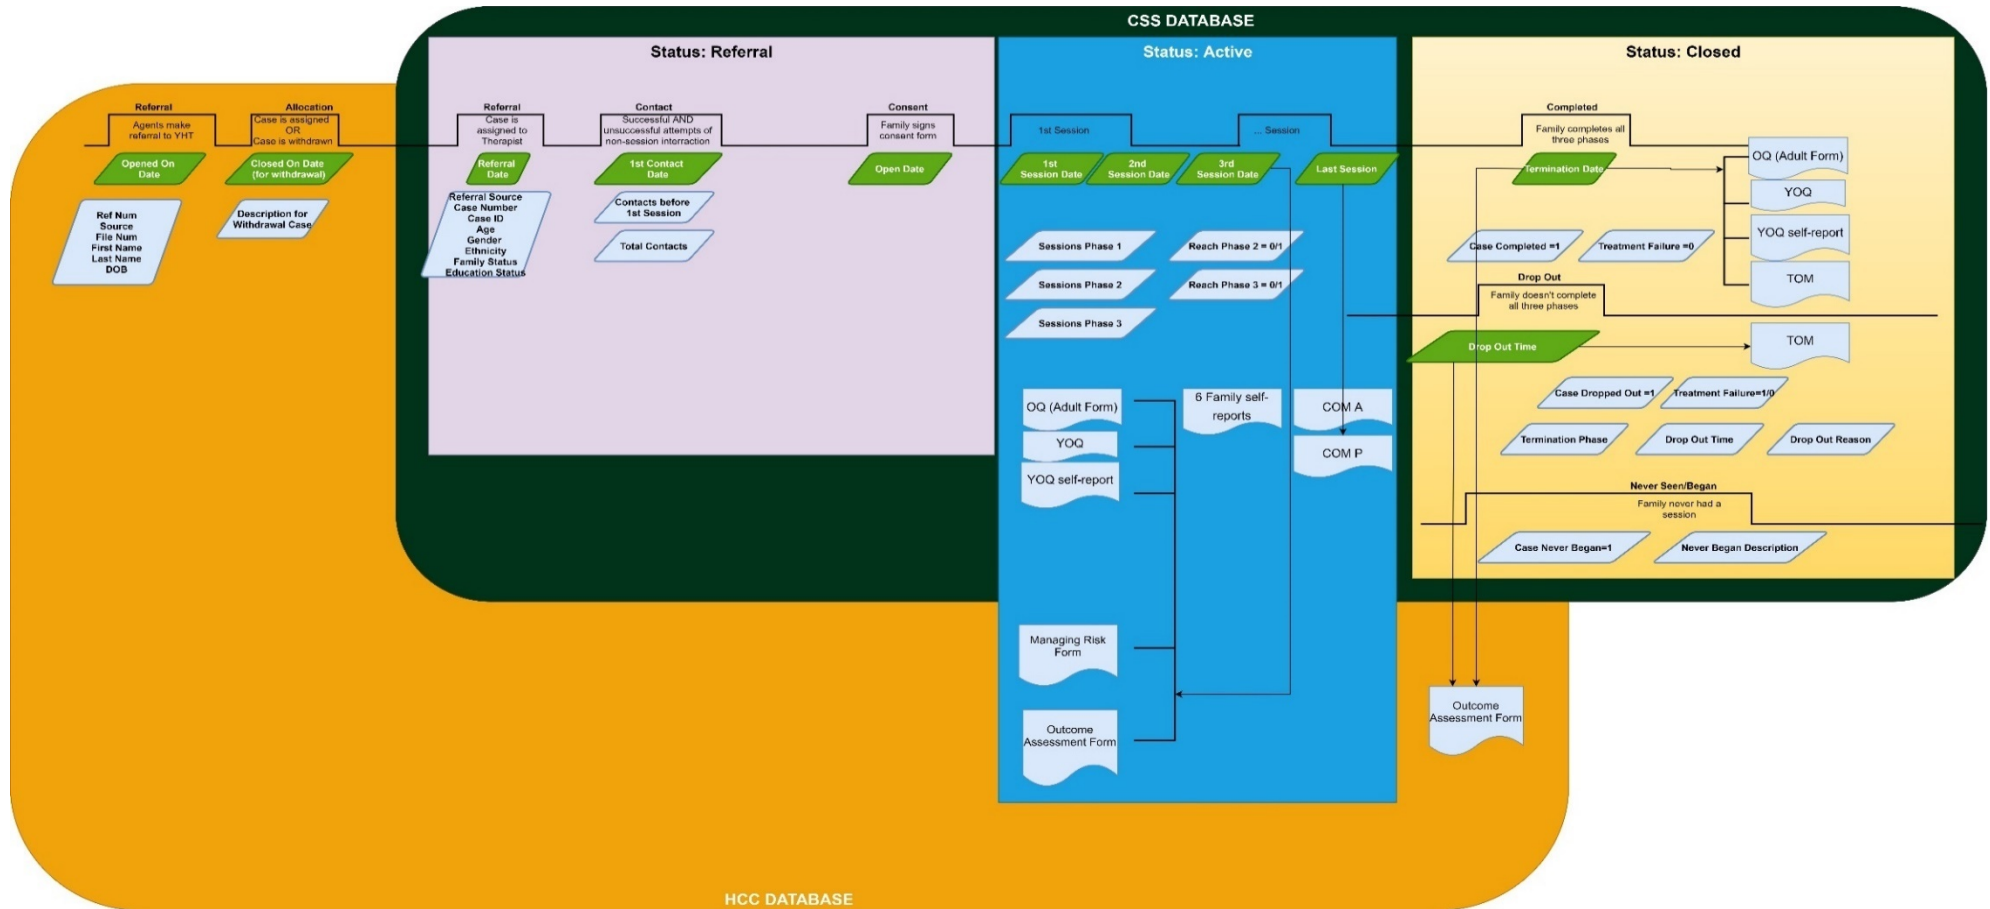 CSS DATABASE
Status: Referral
Status: Active
Status: Closed
Referral
Agents make
referral to YHT
Allocation
Case is assigned
OR
Case is withdrawn
Referral
Case is
assigned to
Therapist
Contact
Successful AND
unsuccessful attempts of
non-session interraction
Consent
Family signs
consent form
1st Session
... Session
Completed
Family completes all
three phases
Opened On
Date
Closed On Date
(for withdrawal)
Referral
Date
1st Contact
Date
Open Date
1st
Session Date
2nd
Session Date
3rd
Session Date
Last Session
Termination Date
OQ (Adult Form)
YOQ
YOQ self-report
TOM
Ref Num
Source
File Num
First Name
Last Name
DOB
Description for
Withdrawal Case
Referral Source
Case Number
Case ID
Age
Gender
Ethnicity
Family Status
Education Status
Contacts before
1st Session
Total Contacts
Sessions Phase 1
Sessions Phase 2
Sessions Phase 3
Reach Phase 2 = 0/1
Reach Phase 3 = 0/1
Case Completed =1
Treatment Failure =0
Drop Out
Family doesn't complete
all three phases
Drop Out Time
TOM
Case Dropped Out =1
Treatment Failure=1/0
Termination Phase
Drop Out Time
Drop Out Reason
OQ (Adult Form)
YOQ
YOQ self-report
6 Family self-
reports
COM A
COM P
Never Seen/Began
Family never had a
session
Case Never Began=1
Never Began Description
Managing Risk
Form
Outcome
Assessment Form
Outcome
Assessment Form
HCC DATABASE